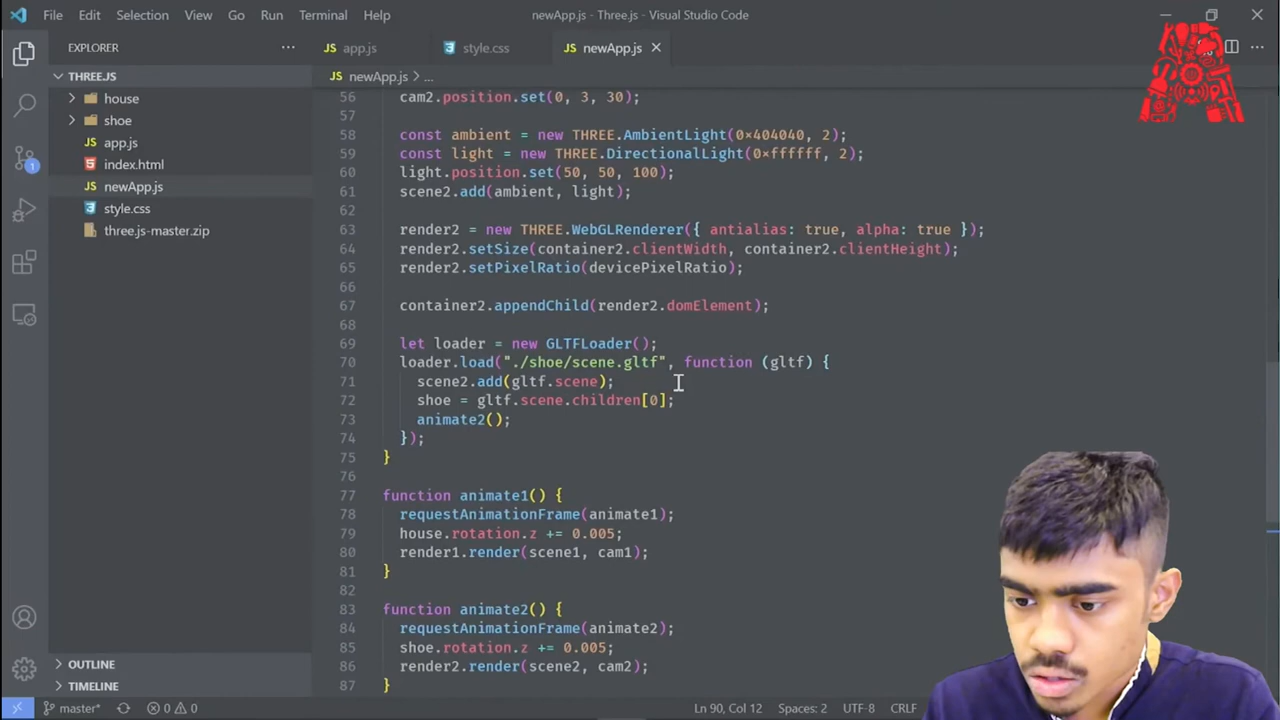 File Edit Selection View Go Run Terminal Help
newApp.js - Three.js - Visual Studio Code
EXPLORER
THREE.JS
house
shoe
app.js
index.html
newApp.js
style.css
three.js-master.zip
OUTLINE
TIMELINE
1
JS app.js
style.css
JS newApp.js
JS newApp.js > ...
56 cam2.position.set(0, 3, 30);
57
58 const ambient = new THREE.AmbientLight(0×404040, 2);
59 const light = new THREE.DirectionalLight(0×ffffff, 2);
60 light.position.set(50, 50, 100);
61 scene2.add(ambient, light);
62
63 render2 = new THREE.WebGLRenderer({ antialias: true, alpha: true });
64 render2.setSize(container2.clientWidth, container2.clientHeight);
65 render2.setPixelRatio(devicePixelRatio);
66
67 container2.appendChild(render2.domElement);
68
69 let loader = new GLTFLoader();
70 loader.load("./shoe/scene.gltf", function (gltf) {
71 scene2.add(gltf.scene);
72 shoe = gltf.scene.children[0];
73 animate2();
74 });
75 }
76
77 function animate1() {
78 requestAnimationFrame(animate1);
79 house.rotation.z += 0.005;
80 render1.render(scene1, cam1);
81 }
82
83 function animate2() {
84 requestAnimationFrame(animate2);
85 shoe.rotation.z += 0.005;
86 render2.render(scene2, cam2);
87 }
master* 0 0 Ln 90, Col 12 Spaces: 2 UTF-8 CRLF